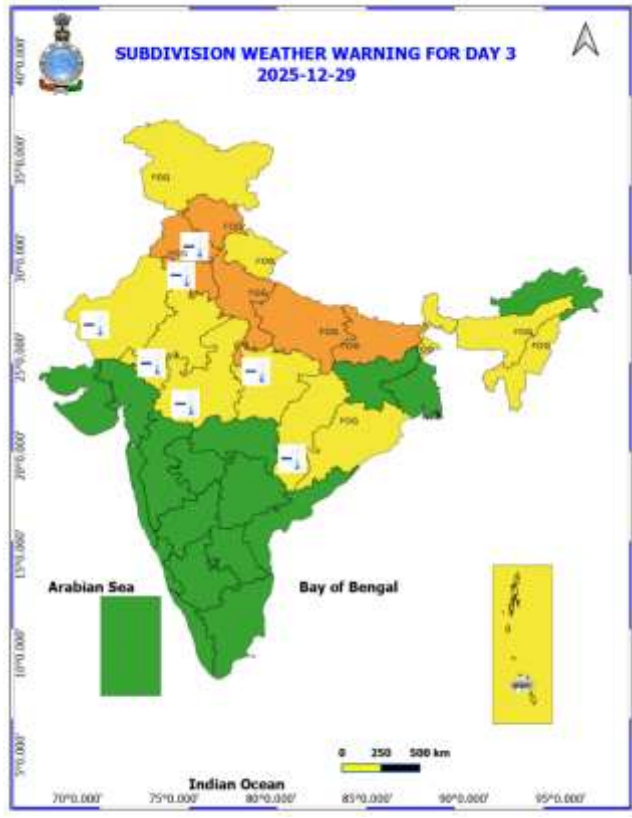 SUBDIVISION WEATHER WARNING FOR DAY 3
2025-12-29
40°0.000'
35°0.000'
FOG
FOG
30°0.000'
FOG
FOG
FOG
FOG
FOG
FOG
FOG
FOG
25°0.000'
FOG
20°0.000'
15°0.000'
Arabian Sea
Bay of Bengal
10°0.000'
0 250 500 km
5°0.000'
Indian Ocean
70°0.000' 75°0.000' 80°0.000' 85°0.000' 90°0.000' 95°0.000'